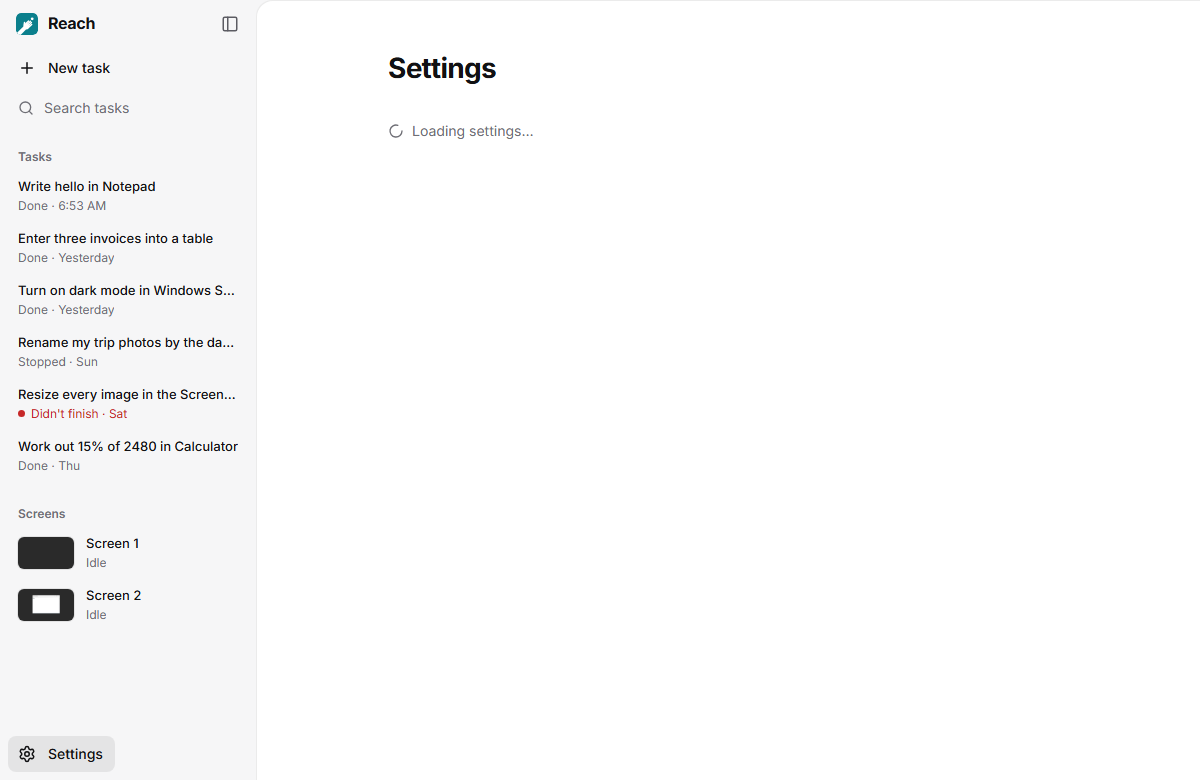 Reach
New task
Search tasks
Tasks
Write hello in Notepad
Done · 6:53 AM
Enter three invoices into a table
Done · Yesterday
Turn on dark mode in Windows S...
Done · Yesterday
Rename my trip photos by the da...
Stopped · Sun
Resize every image in the Screen...
Didn't finish · Sat
Work out 15% of 2480 in Calculator
Done · Thu
Screens
Screen 1
Idle
Screen 2
Idle
Settings
Settings
Loading settings...